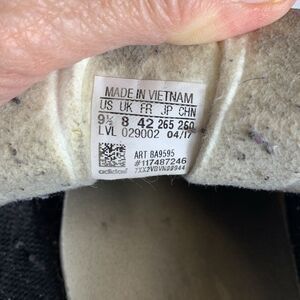 MADE IN VIETNAM
US UK FR JP CHN
9½ 8 42 265 260
LVL 029002 04/17
ART BA9595
#117487246
adidas